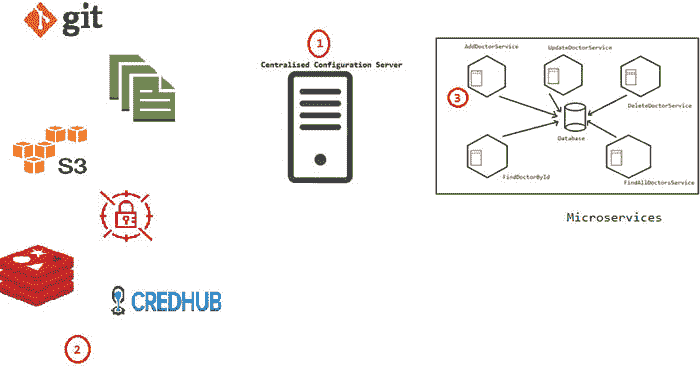 git
1
Centralised Configuration Server
S3
CREDHUB
2
AddDoctorService
UpdateDoctorService
3
DeleteDoctorService
Database
FindDoctorById
FindAllDoctorsService
Microservices